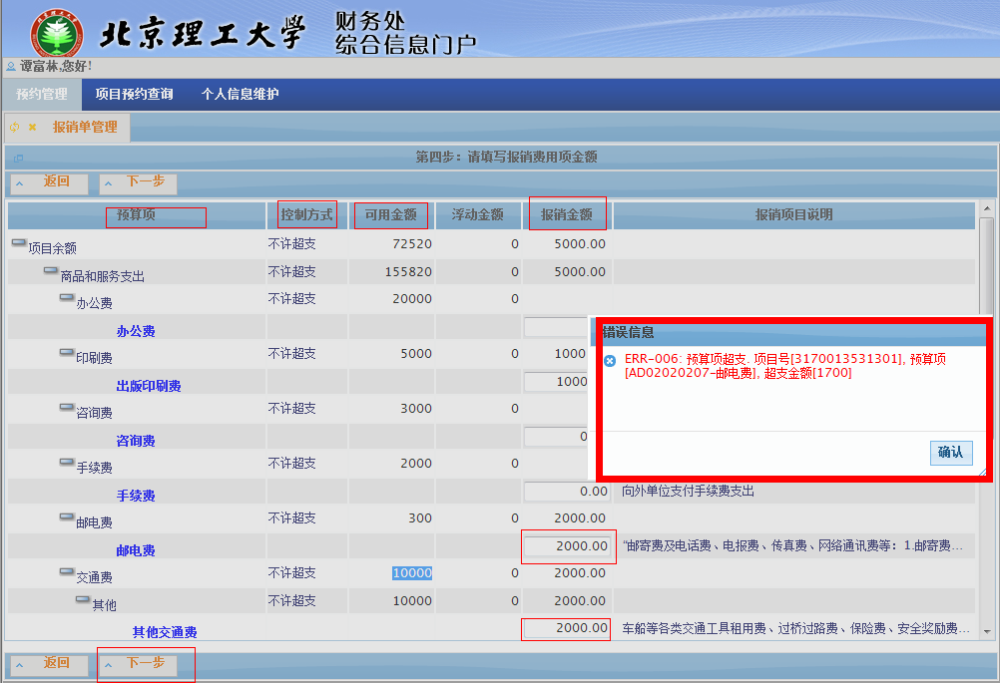 北京理工大学
财务处
综合信息门户
谭富林,您好!
预约管理 项目预约查询 个人信息维护
报销单管理
第四步: 请填写报销费用项金额
返回 下一步
预算项 控制方式 可用金额 浮动金额 报销金额 报销项目说明
项目余额 不许超支 72520 0 5000.00
商品和服务支出 不许超支 155820 0 5000.00
办公费 不许超支 20000 0
办公费
印刷费 不许超支 5000 0 1000
出版印刷费 1000
咨询费 不许超支 3000 0
咨询费 0
手续费 不许超支 2000 0
手续费 0.00 向外单位支付手续费支出
邮电费 不许超支 300 0 2000.00
邮电费 2000.00 "邮寄费及电话费、电报费、传真费、网络通讯费等: 1.邮寄费...
交通费 不许超支 10000 0 2000.00
其他 不许超支 10000 0 2000.00
其他交通费 2000.00 车船等各类交通工具租用费、过桥过路费、保险费、安全奖励费...
返回 下一步
错误信息
ERR-006: 预算项超支. 项目号[3170013531301], 预算项
[AD02020207-邮电费], 超支金额[1700]
确认